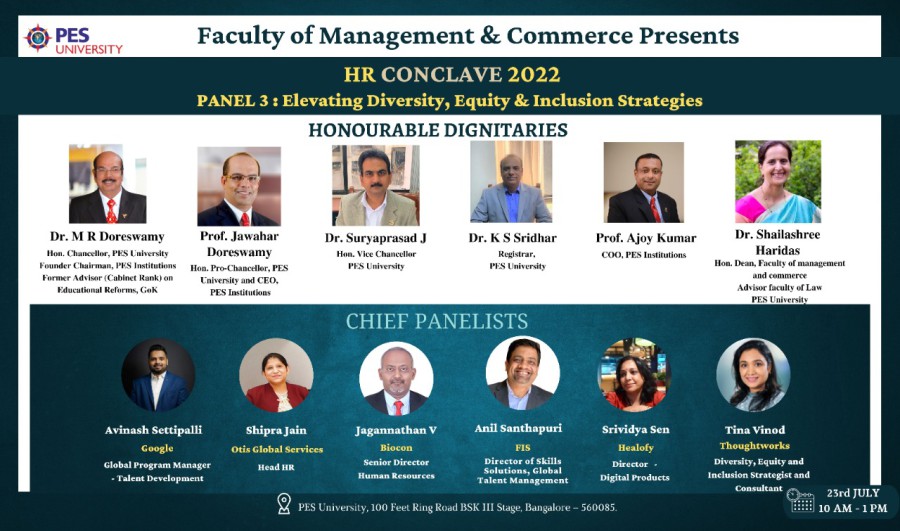 PES
UNIVERSITY
Faculty of Management & Commerce Presents
HR CONCLAVE 2022
PANEL 3 : Elevating Diversity, Equity & Inclusion Strategies
HONOURABLE DIGNITARIES
Dr. M R Doreswamy
Hon. Chancellor, PES University
Founder Chairman, PES Institutions
Former Advisor (Cabinet Rank) on
Educational Reforms, GoK
Prof. Jawahar
Doreswamy
Hon. Pro-Chancellor, PES
University and CEO,
PES Institutions
Dr. Suryaprasad J
Hon. Vice Chancellor
PES University
Dr. K S Sridhar
Registrar,
PES University
Prof. Ajoy Kumar
COO, PES Institutions
Dr. Shailashree
Haridas
Hon. Dean, Faculty of management
and commerce
Advisor faculty of Law
PES University
CHIEF PANELISTS
Avinash Settipalli
Google
Global Program Manager
- Talent Development
Shipra Jain
Otis Global Services
Head HR
Jagannathan V
Biocon
Senior Director
Human Resources
Anil Santhapuri
FIS
Director of Skills
Solutions, Global
Talent Management
Srividya Sen
Healofy
Director -
Digital Products
Tina Vinod
Thoughtworks
Diversity, Equity and
Inclusion Strategist and
Consultant
23rd JULY
10 AM - 1 PM
PES University, 100 Feet Ring Road BSK III Stage, Bangalore – 560085.